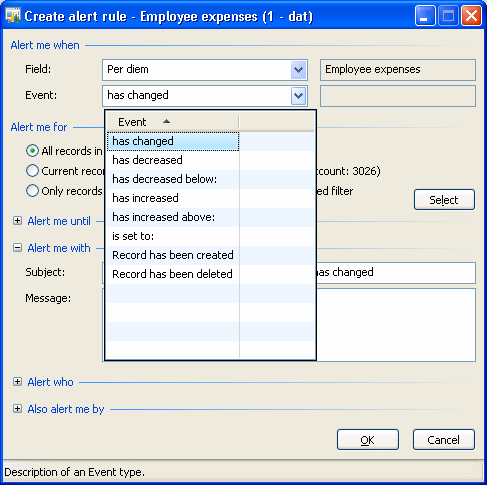 Create alert rule - Employee expenses (1 - dat)
Alert me when
Field: Per diem Employee expenses
Event: has changed
Event
has changed
has decreased
has decreased below:
has increased
has increased above:
is set to:
Record has been created
Record has been deleted
Alert me for
All records in
Current count: 3026)
Only records filter
Select
Alert me until
Alert me with
Subject: has changed
Message:
Alert who
Also alert me by
OK Cancel
Description of an Event type.